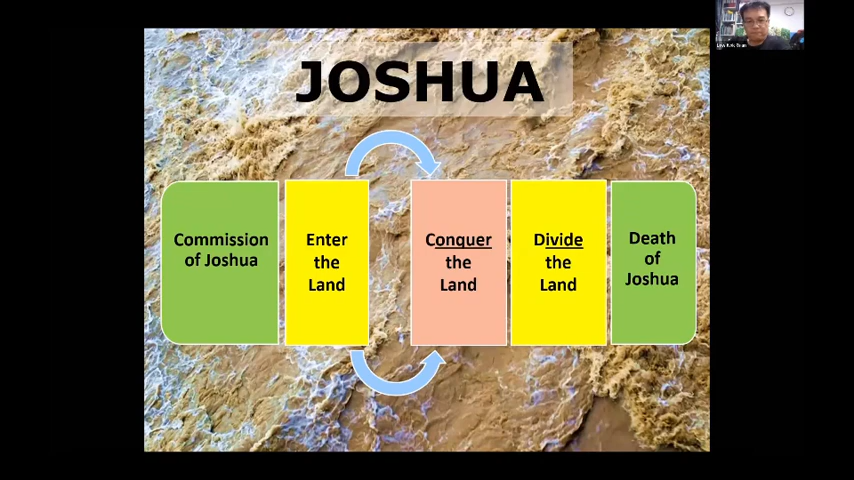 JOSHUA
Commission
of Joshua
Enter
the
Land
Conquer
the
Land
Divide
the
Land
Death
of
Joshua